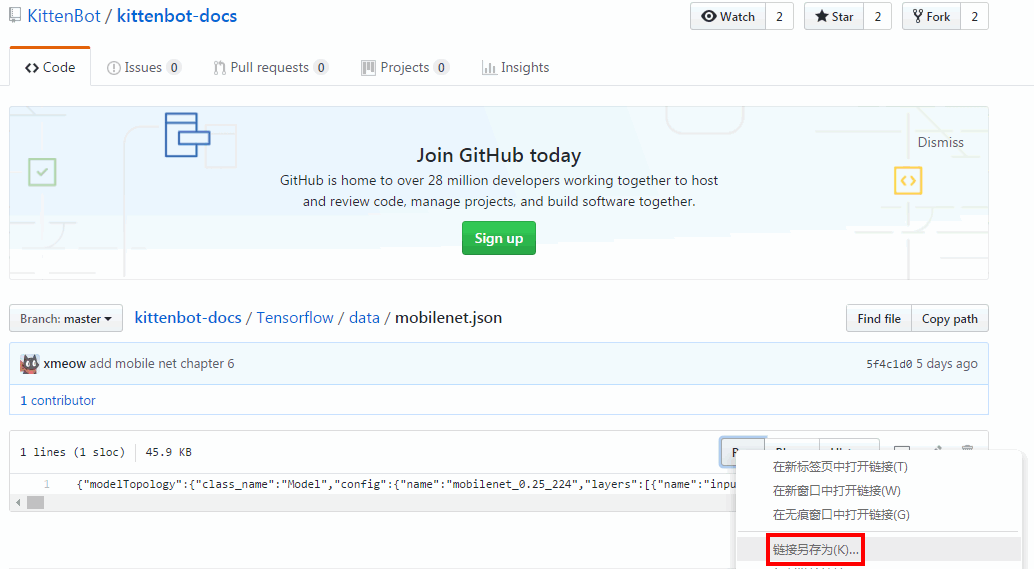 KittenBot / kittenbot-docs
Watch 2 Star 2 Fork 2
Code Issues 0 Pull requests 0 Projects 0 Insights
Dismiss
Join GitHub today
GitHub is home to over 28 million developers working together to host
and review code, manage projects, and build software together.
Sign up
Branch: master kittenbot-docs / Tensorflow / data / mobilenet.json Find file Copy path
xmeow add mobile net chapter 6 5f4c1d0 5 days ago
1 contributor
1 lines (1 sloc) 45.9 KB
1 {"modelTopology":{"class_name":"Model","config":{"name":"mobilenet_0.25_224","layers":[{"name":"inpu
在新标签页中打开链接(T)
在新窗口中打开链接(W)
在无痕窗口中打开链接(G)
链接另存为(K)...